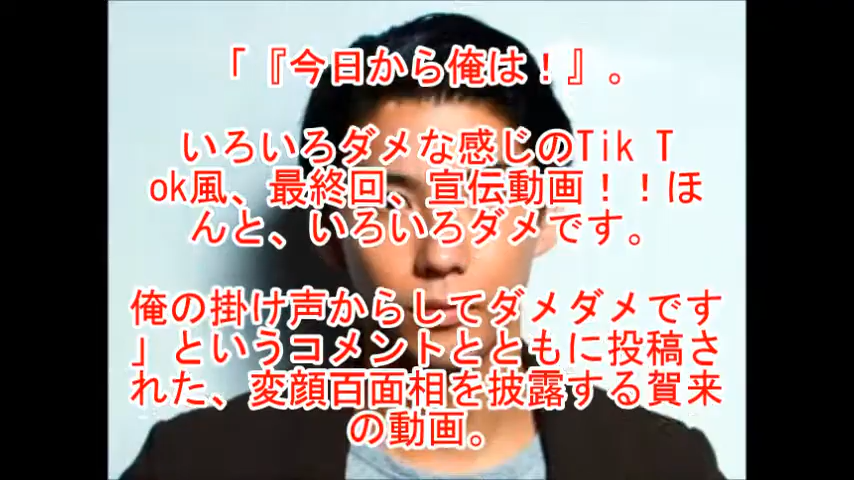 「『今日から俺は!』。
いろいろダメな感じのTik T
ok風、最終回、宣伝動画!!ほ
んと、いろいろダメです。
俺の掛け声からしてダメダメです
」というコメントとともに投稿さ
れた、変顔百面相を披露する賀来
の動画。